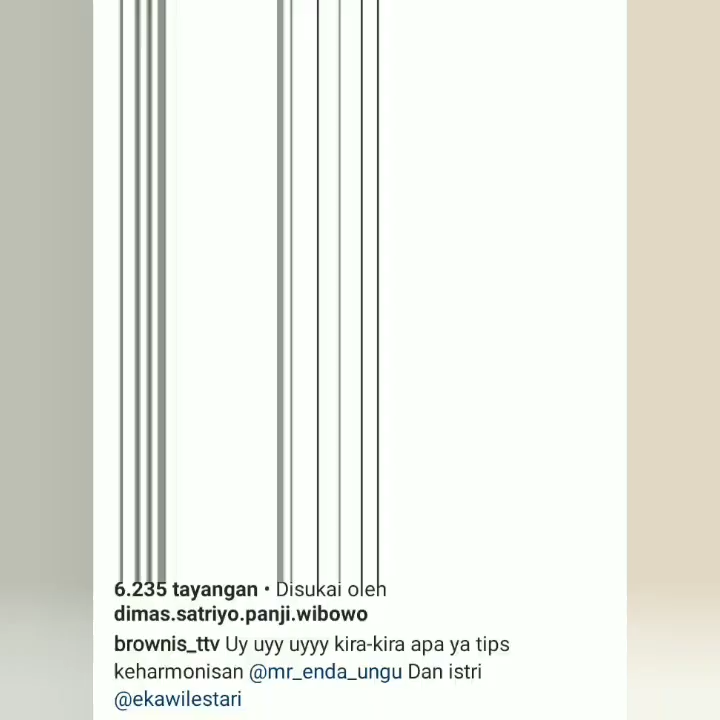 6.235 tayangan • Disukai oleh
dimas.satriyo.panji.wibowo
brownis_ttv Uy uyy uyyy kira-kira apa ya tips
keharmonisan @mr_enda_ungu Dan istri
@ekawilestari